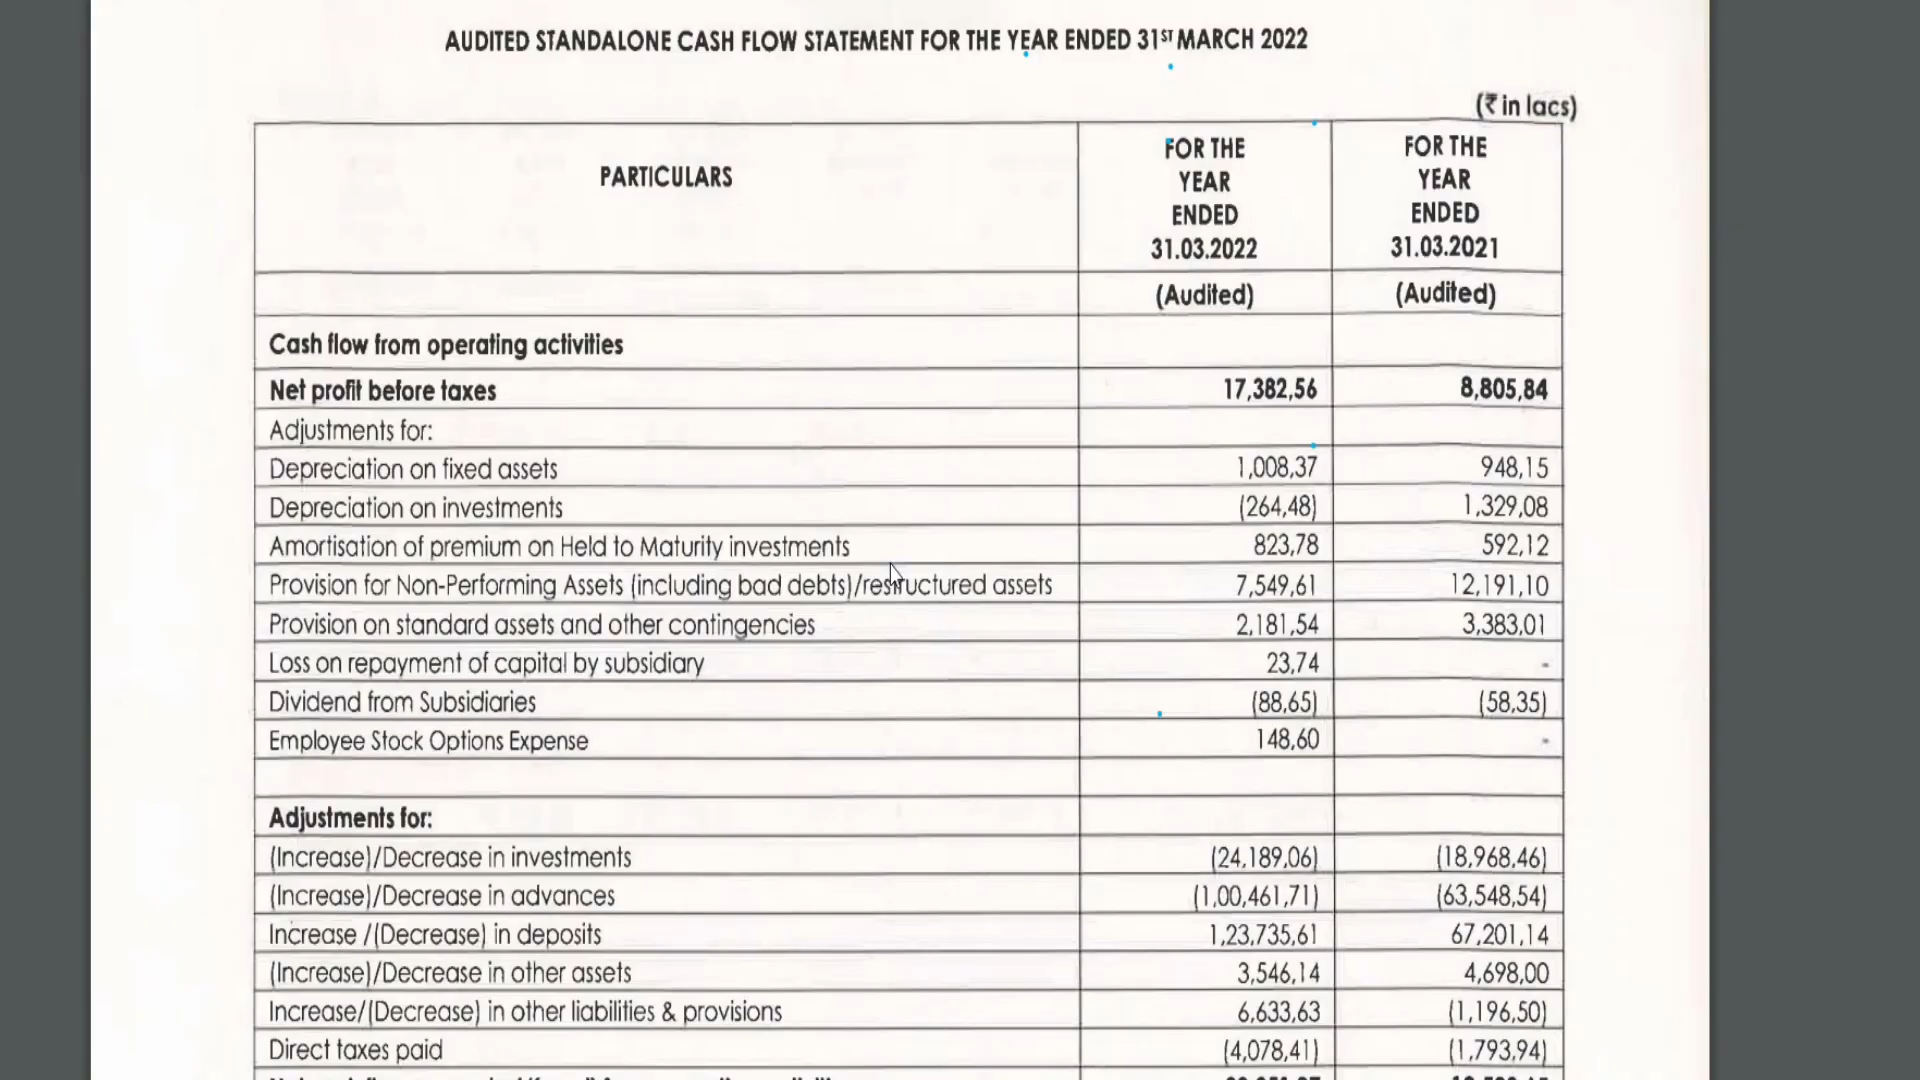 AUDITED STANDALONE CASH FLOW STATEMENT FOR THE YEAR ENDED 31ST MARCH 2022
(₹ in lacs)
PARTICULARS
FOR THE YEAR ENDED 31.03.2022
FOR THE YEAR ENDED 31.03.2021
(Audited) (Audited)
Cash flow from operating activities
Net profit before taxes 17,382,56 8,805,84
Adjustments for:
Depreciation on fixed assets 1,008,37 948,15
Depreciation on investments (264,48) 1,329,08
Amortisation of premium on Held to Maturity investments 823,78 592,12
Provision for Non-Performing Assets (including bad debts)/restructured assets 7,549,61 12,191,10
Provision on standard assets and other contingencies 2,181,54 3,383,01
Loss on repayment of capital by subsidiary 23,74 -
Dividend from Subsidiaries (88,65) (58,35)
Employee Stock Options Expense 148,60 -
Adjustments for:
(Increase)/Decrease in investments (24,189,06) (18,968,46)
(Increase)/Decrease in advances (1,00,461,71) (63,548,54)
Increase /(Decrease) in deposits 1,23,735,61 67,201,14
(Increase)/Decrease in other assets 3,546,14 4,698,00
Increase/(Decrease) in other liabilities & provisions 6,633,63 (1,196,50)
Direct taxes paid (4,078,41) (1,793,94)